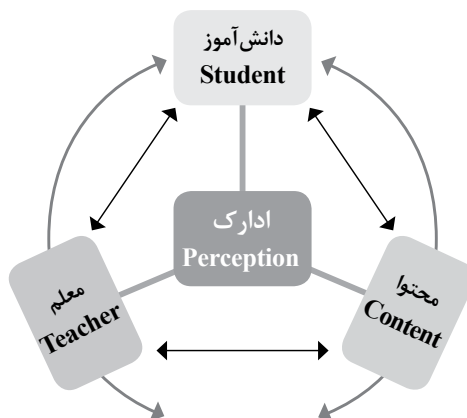 دانش‌آموز
Student
ادارک
Perception
معلم
Teacher
محتوا
Content